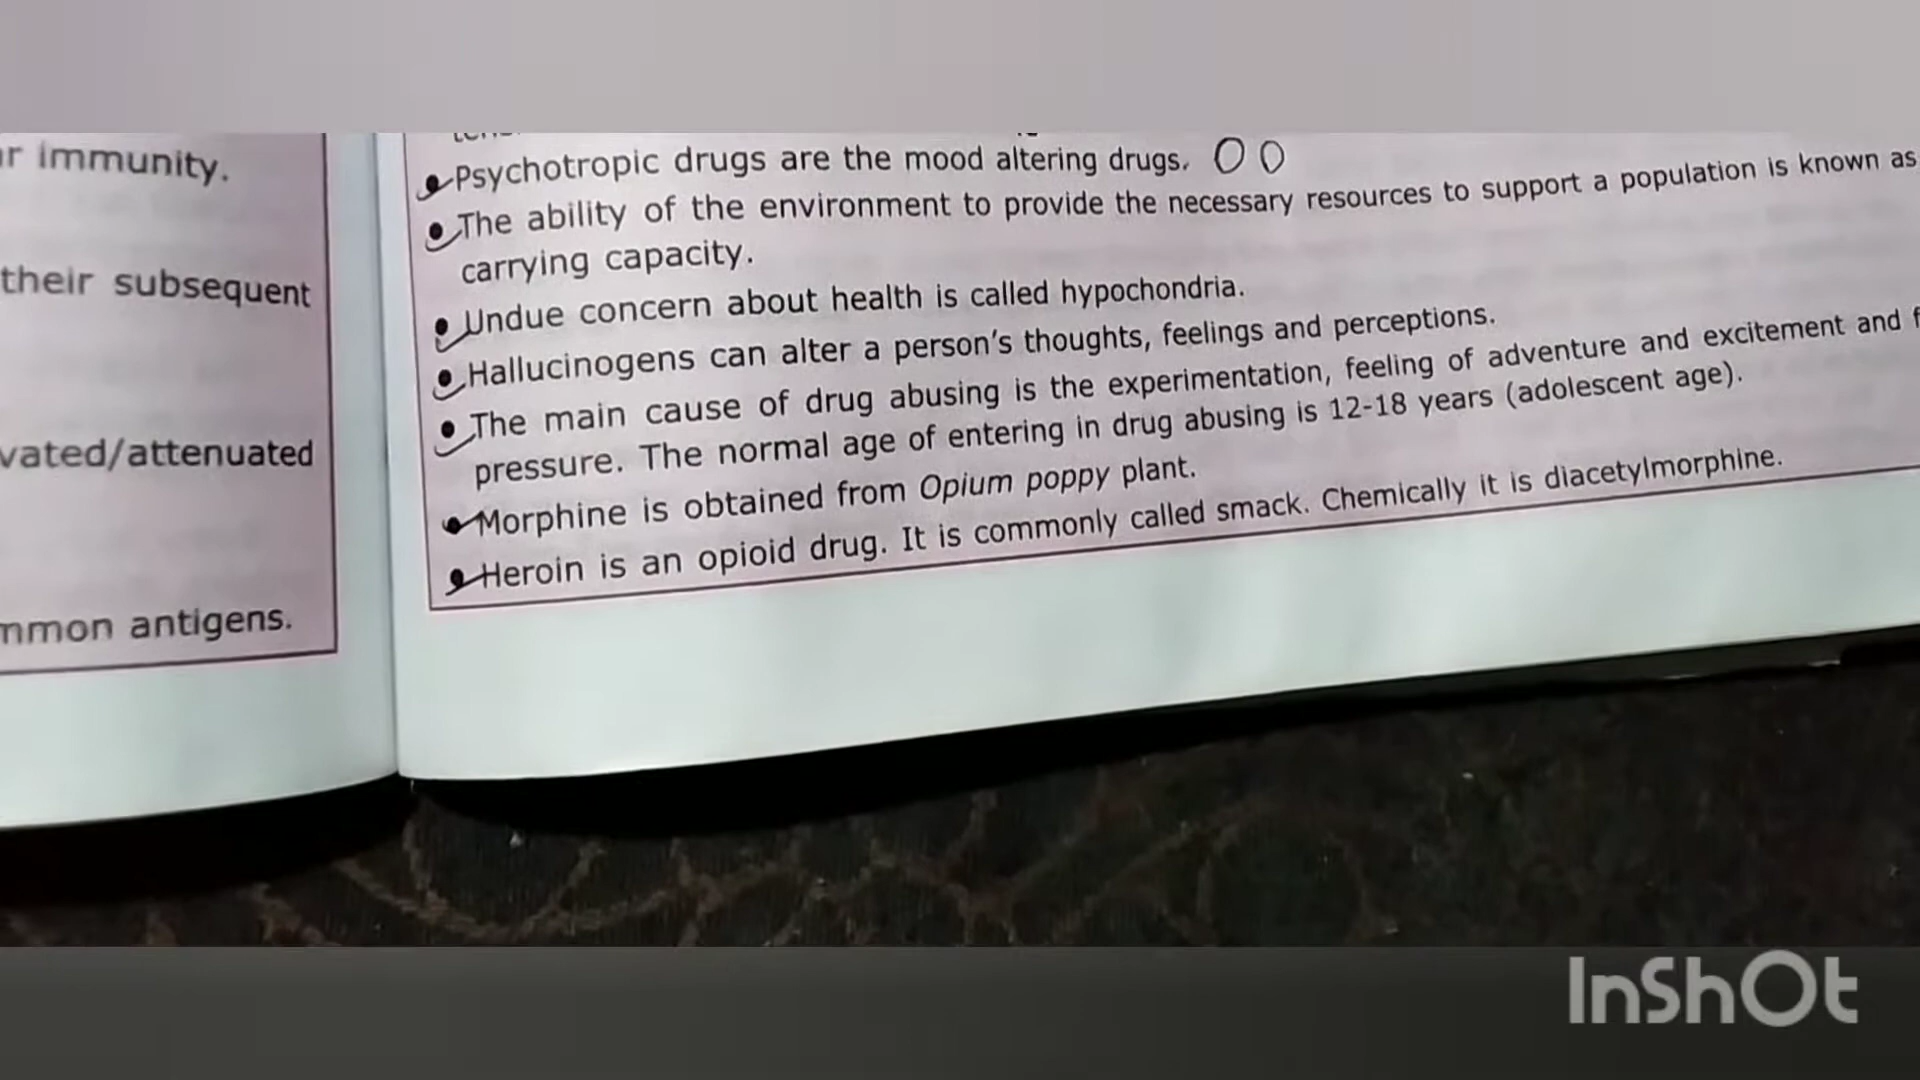 r immunity.
their subsequent
vated/attenuated
mmon antigens.
Psychotropic drugs are the mood altering drugs.
The ability of the environment to provide the necessary resources to support a population is known as
carrying capacity.
Undue concern about health is called hypochondria.
Hallucinogens can alter a person's thoughts, feelings and perceptions.
The main cause of drug abusing is the experimentation, feeling of adventure and excitement and f
pressure. The normal age of entering in drug abusing is 12-18 years (adolescent age).
Morphine is obtained from Opium poppy plant.
Heroin is an opioid drug. It is commonly called smack. Chemically it is diacetylmorphine.
InShOt